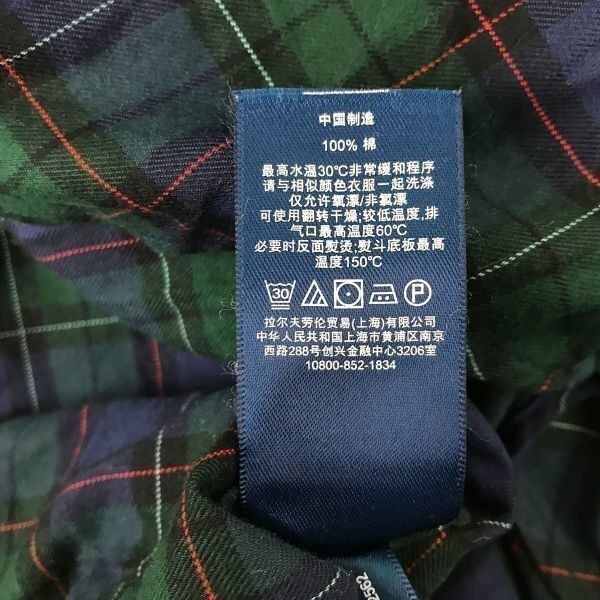 中国制造
100% 棉
最高水温30℃非常缓和程序
请与相似颜色衣服一起洗涤
仅允许氧漂/非氯漂
可使用翻转干燥;较低温度,排
气口最高温度60℃
必要时反面熨烫;熨斗底板最高
温度150℃
30 P
拉尔夫劳伦贸易(上海)有限公司
中华人民共和国上海市黄浦区南京
西路288号创兴金融中心3206室
10800-852-1834